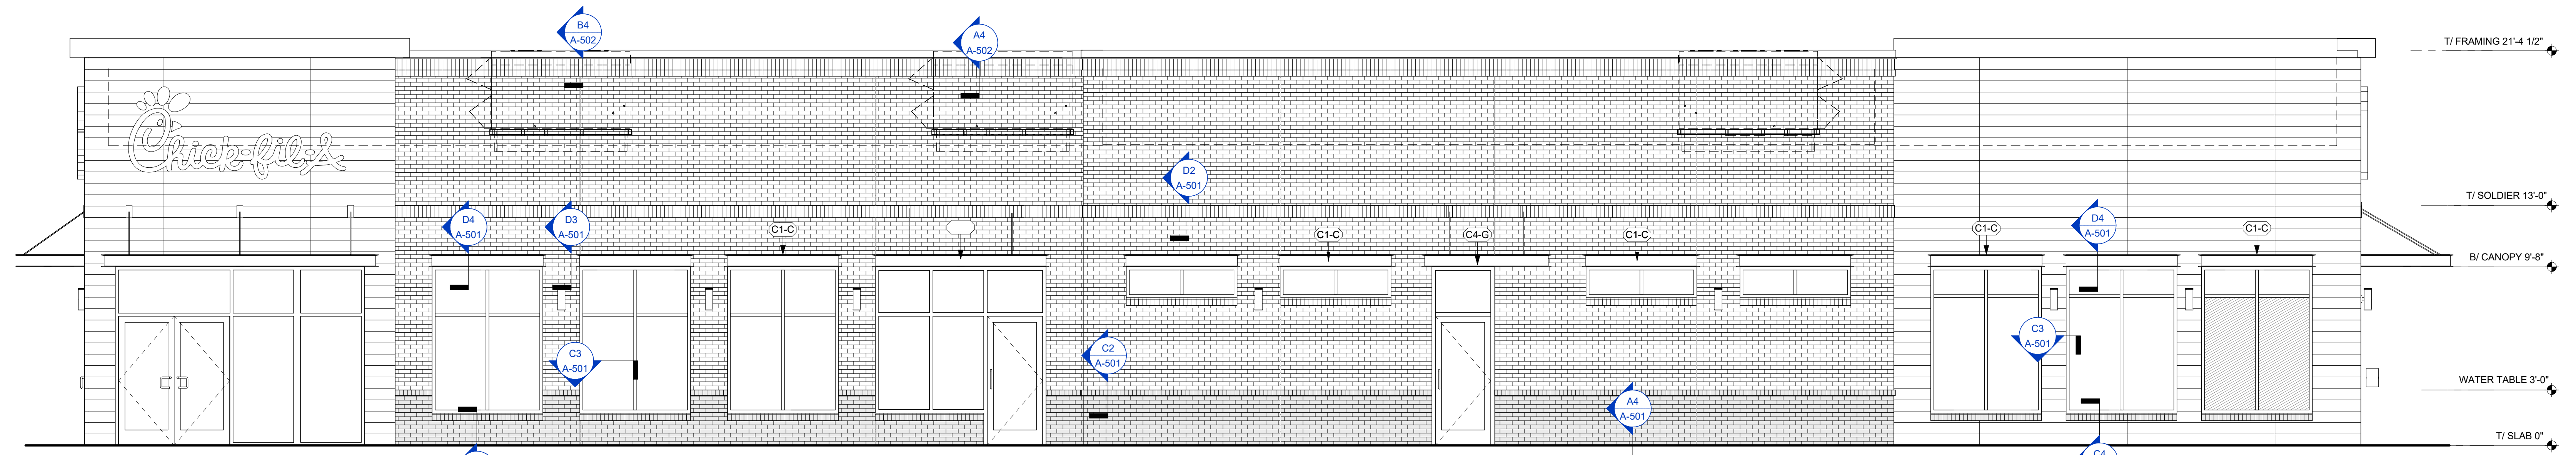 B4
A-502
A4
A-502
T/ FRAMING 21'-4 1/2"
Chick-fil-A
D2
A-501
T/ SOLDIER 13'-0"
D4
A-501
D3
A-501
C1-C
C1-C
C4-G
C1-C
C1-C
D4
A-501
C1-C
B/ CANOPY 9'-8"
C3
A-501
C2
A-501
C3
A-501
WATER TABLE 3'-0"
A4
A-501
T/ SLAB 0"
C4